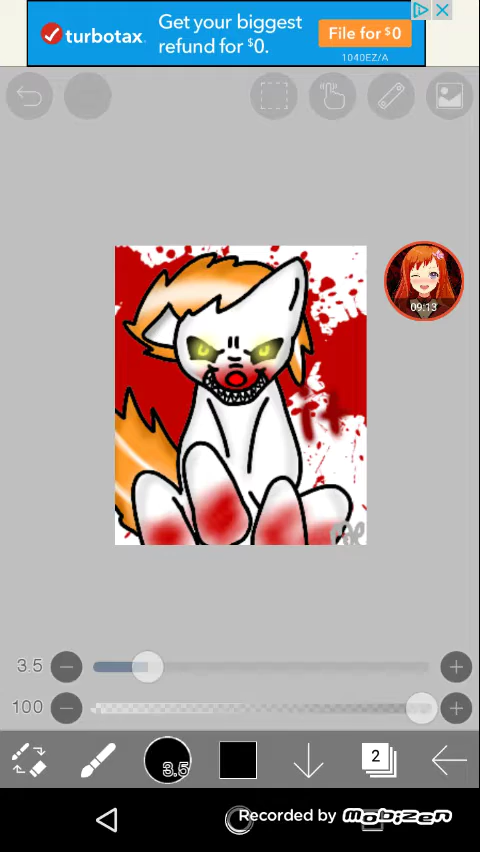 turbotax
Get your biggest
refund for $0.
File for $0
1040EZ/A
09:13
3.5
100
3.5
2
Recorded by Mobizen